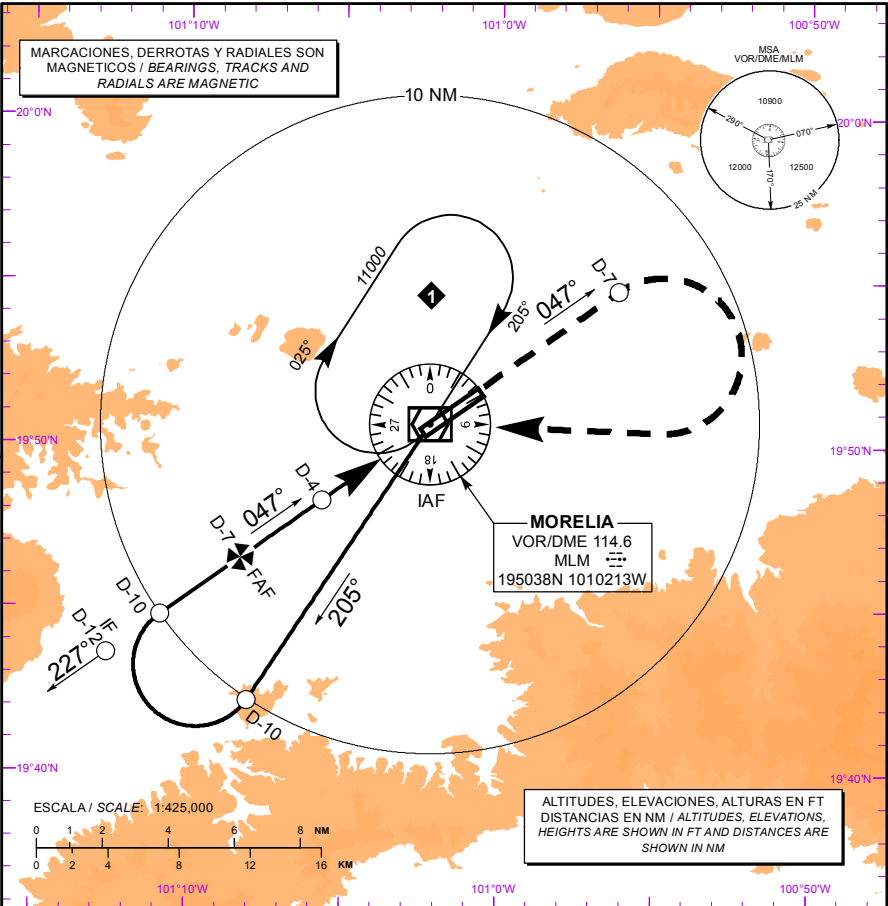 101°10'W
101°0'W
100°50'W
MARCACIONES, DERROTAS Y RADIALES SON
MAGNETICOS / BEARINGS, TRACKS AND
RADIALS ARE MAGNETIC
MSA
VOR/DME/MLM
10900
290°
070°
12000
12500
170°
25 NM
10 NM
20°0'N
20°0'N
11000
1
D-7
047°
205°
025°
0
9
18
27
IAF
19°50'N
19°50'N
D-4
047°
D-7
FAF
MORELIA
VOR/DME 114.6
MLM
195038N 1010213W
205°
D-10
IF
D-12
227°
D-10
19°40'N
19°40'N
ESCALA / SCALE: 1:425,000
0 1 2 4 6 8 NM
0 2 4 8 12 16 KM
ALTITUDES, ELEVACIONES, ALTURAS EN FT
DISTANCIAS EN NM / ALTITUDES, ELEVATIONS,
HEIGHTS ARE SHOWN IN FT AND DISTANCES ARE
SHOWN IN NM
101°10'W
101°0'W
100°50'W